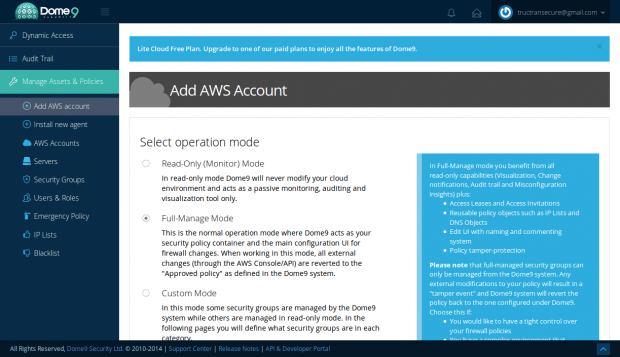 Dome9
SECURITY
tructransecure@gmail.com
Dynamic Access
Audit Trail
Manage Assets & Policies
Add AWS account
Install new agent
AWS Accounts
Servers
Security Groups
Users & Roles
Emergency Policy
IP Lists
Blacklist
Lite Cloud Free Plan. Upgrade to one of our paid plans to enjoy all the features of Dome9.
×
Add AWS Account
Select operation mode
Read-Only (Monitor) Mode
In read-only mode Dome9 will never modify your cloud
environment and acts as a passive monitoring, auditing and
visualization tool only.
Full-Manage Mode
This is the normal operation mode where Dome9 acts as your
security policy container and the main configuration UI for
firewall changes. When working in this mode, all external
changes (through the AWS Console/API) are reverted to the
"Approved policy" as defined in the Dome9 system.
Custom Mode
In this mode some security groups are managed by the Dome9
system while others are managed in read-only mode. In the
following pages you will define what security groups are in each
category.
In Full-Manage mode you benefit from all
read-only capabilities (Visualization, Change
notifications, Audit trail and Misconfiguration
Insights) plus:
Access Leases and Access Invitations
Reusable policy objects such as IP Lists and
DNS Objects
Edit UI with naming and commenting
system
Policy tamper-protection
Please note that full-managed security groups can
only be managed from the Dome9 system. Any
external modifications to your policy will result in a
"tamper event" and Dome9 system will revert the
policy back to the one configured under Dome9.
Choose this if:
You would like to have a tight control over
your firewall policies
You have a complex environment that
All Rights Reserved, Dome9 Security Ltd. © 2010-2014 | Support Center | Release Notes | API & Developer Portal